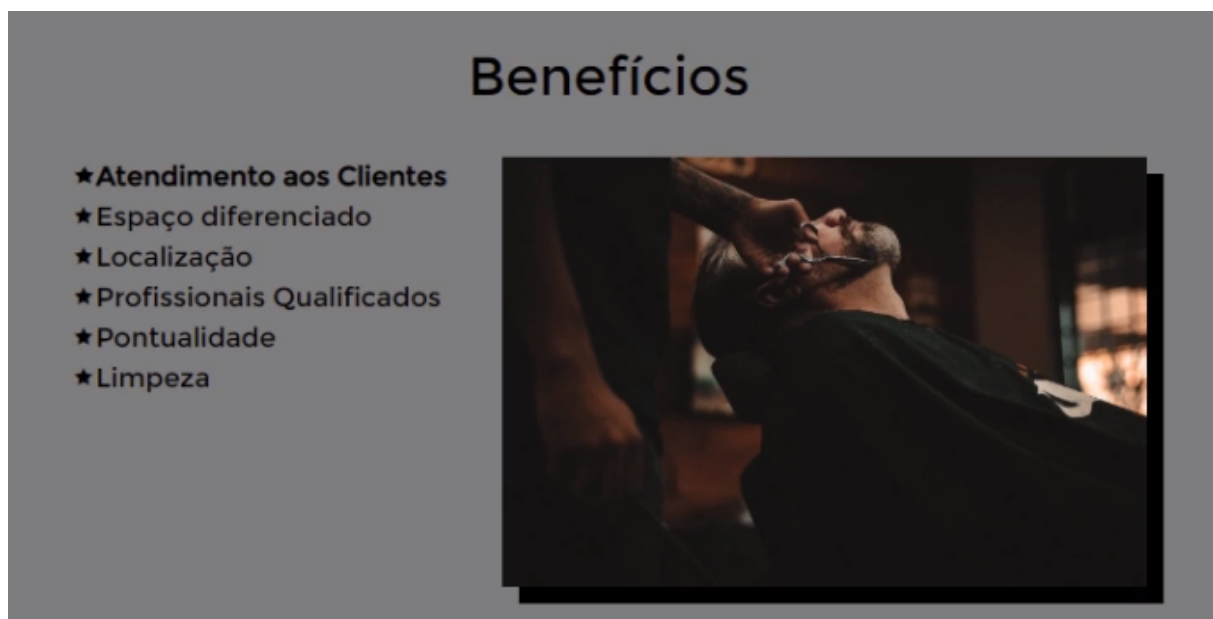 Benefícios
★Atendimento aos Clientes
★Espaço diferenciado
★Localização
★Profissionais Qualificados
★Pontualidade
★Limpeza